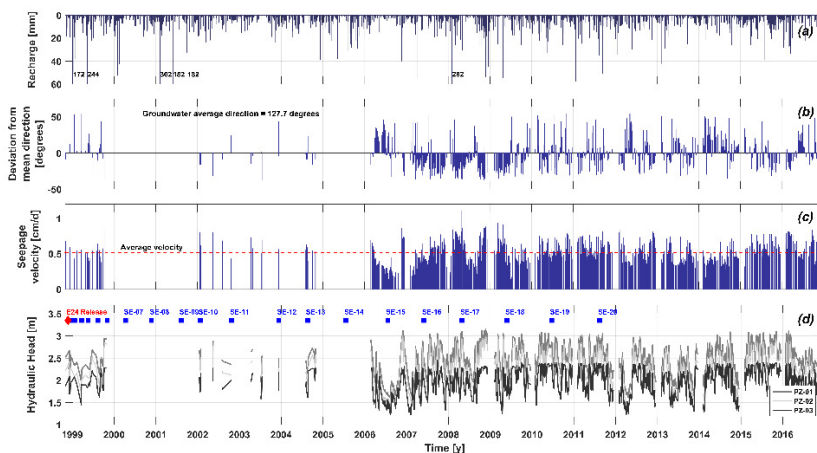 (a)
Recharge [mm]
0
20
40
60
172 244 282
(b)
Groundwater average direction = 127.7 degrees
Deviation from
mean direction
[degrees]
50
0
-50
(c)
Average velocity
Seepage
velocity [cm/d]
1
0.5
0
(d)
E24 Release SE-07 SE-08 SE-09 SE-10 SE-11 SE-12 SE-13 SE-14 SE-15 SE-16 SE-17 SE-18 SE-19 SE-20
Hydraulic Head [m]
3.5
3
2.5
2
1.5
1
PZ-01
PZ-02
PZ-03
1999 2000 2001 2002 2003 2004 2005 2006 2007 2008 2009 2010 2011 2012 2013 2014 2015 2016
Time [y]